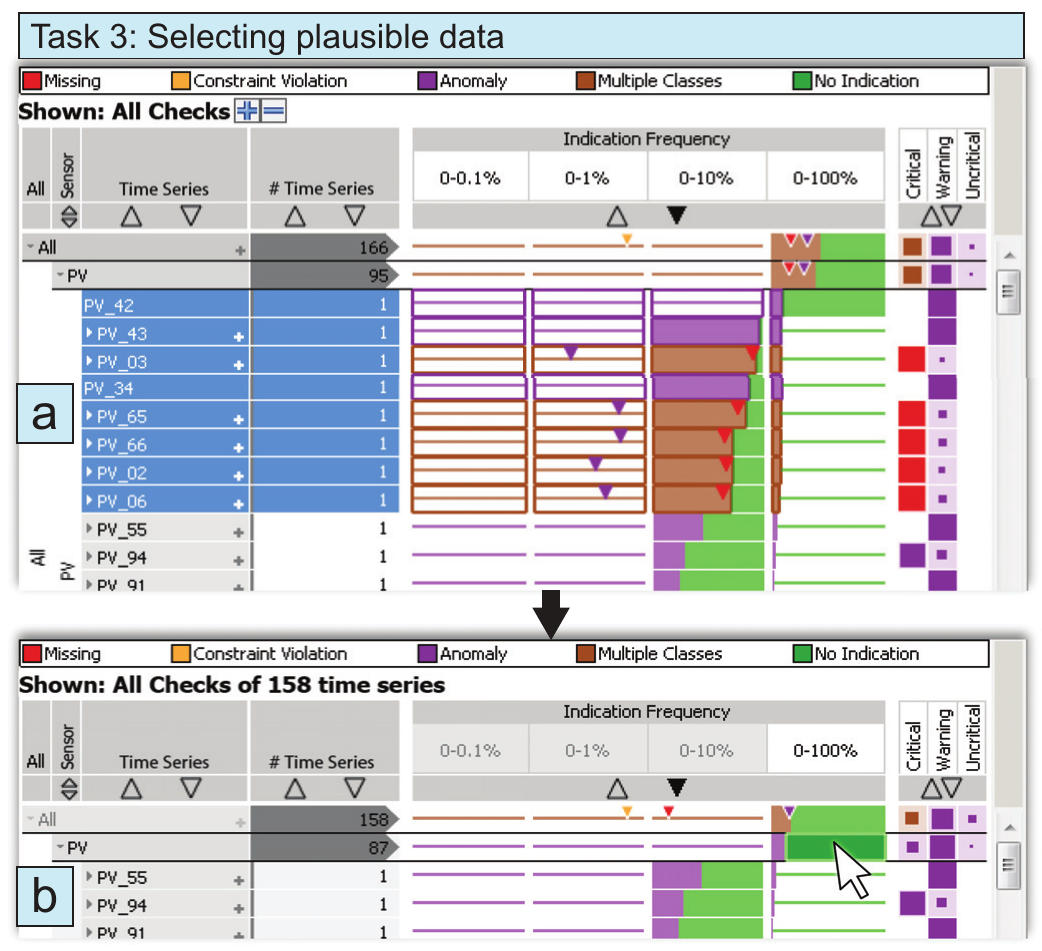 Task 3: Selecting plausible data
Missing Constraint Violation Anomaly Multiple Classes No Indication
Shown: All Checks
Indication Frequency
All Sensor Time Series # Time Series 0-0.1% 0-1% 0-10% 0-100% Critical Warning Uncritical
All 166
PV 95
PV_42 1
PV_43 1
PV_03 1
PV_34 1
a
PV_65 1
PV_66 1
PV_02 1
PV_06 1
PV_55 1
All PV
PV_94 1
PV_91 1
Missing Constraint Violation Anomaly Multiple Classes No Indication
Shown: All Checks of 158 time series
Indication Frequency
All Sensor Time Series # Time Series 0-0.1% 0-1% 0-10% 0-100% Critical Warning Uncritical
All 158
PV 87
b
PV_55 1
PV_94 1
PV_91 1